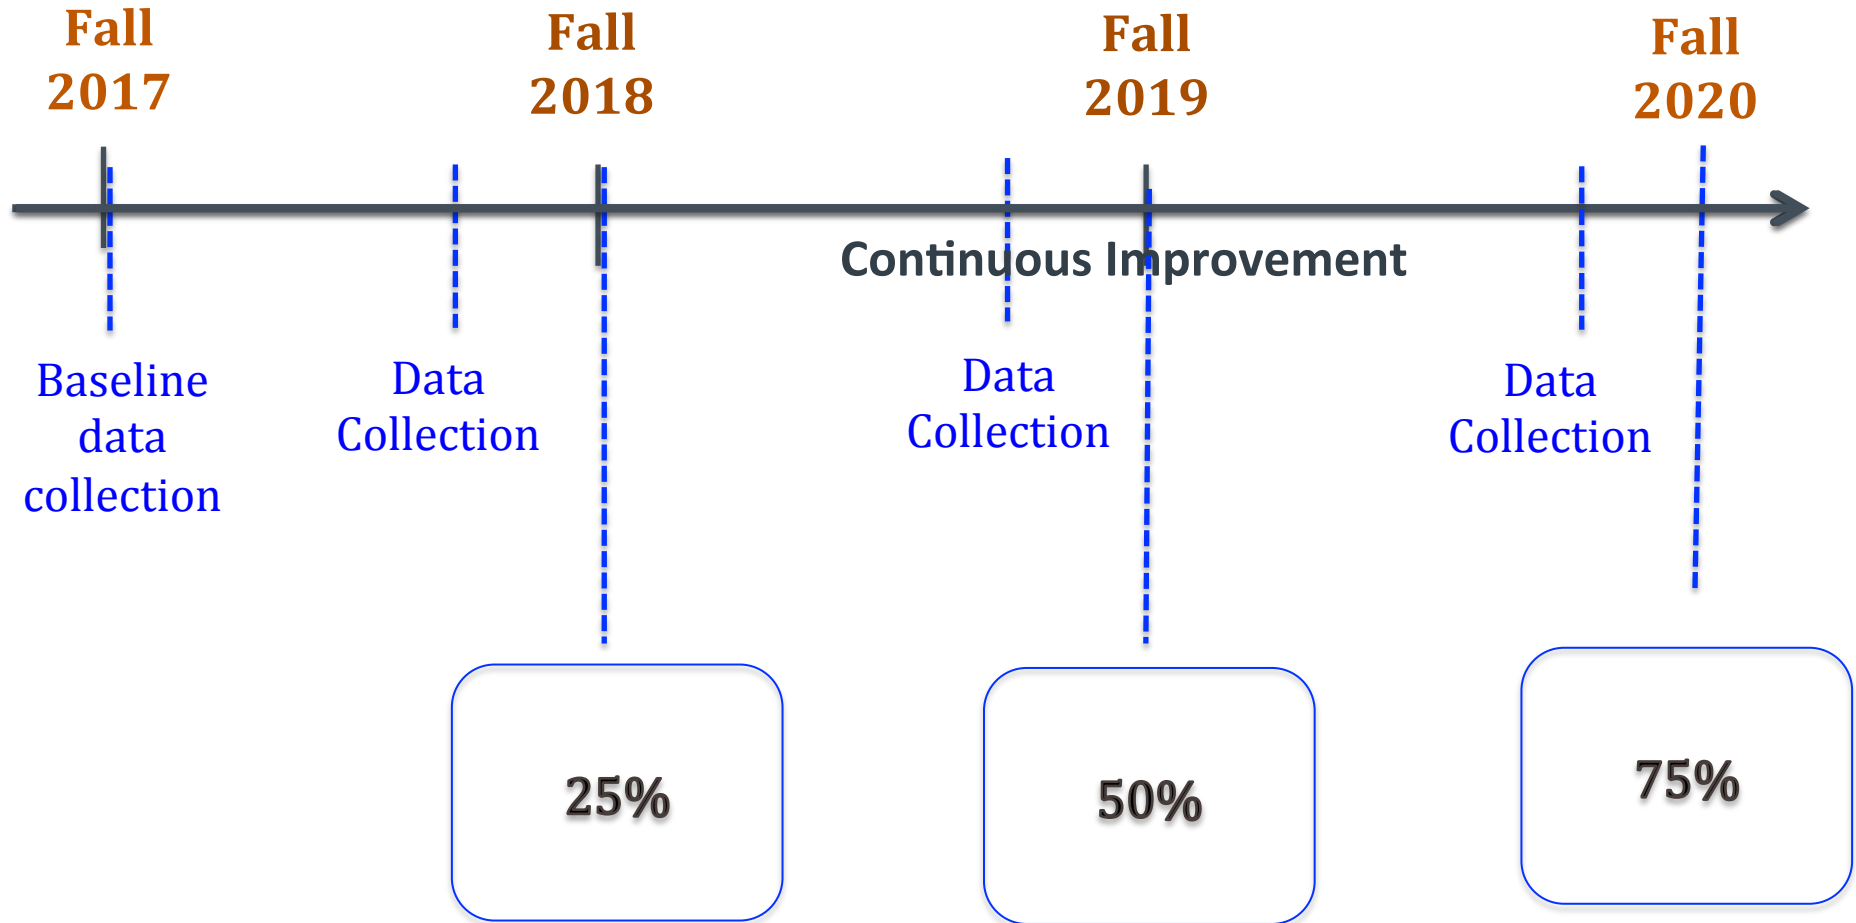 Fall
2017
Fall
2018
Fall
2019
Fall
2020
Continuous Improvement
Baseline
data
collection
Data
Collection
Data
Collection
Data
Collection
25%
50%
75%